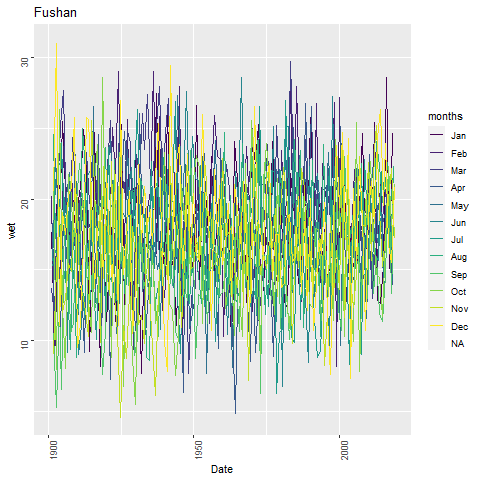 Fushan
wet
30
20
10
1900
1950
2000
Date
months
Jan
Feb
Mar
Apr
May
Jun
Jul
Aug
Sep
Oct
Nov
Dec
NA